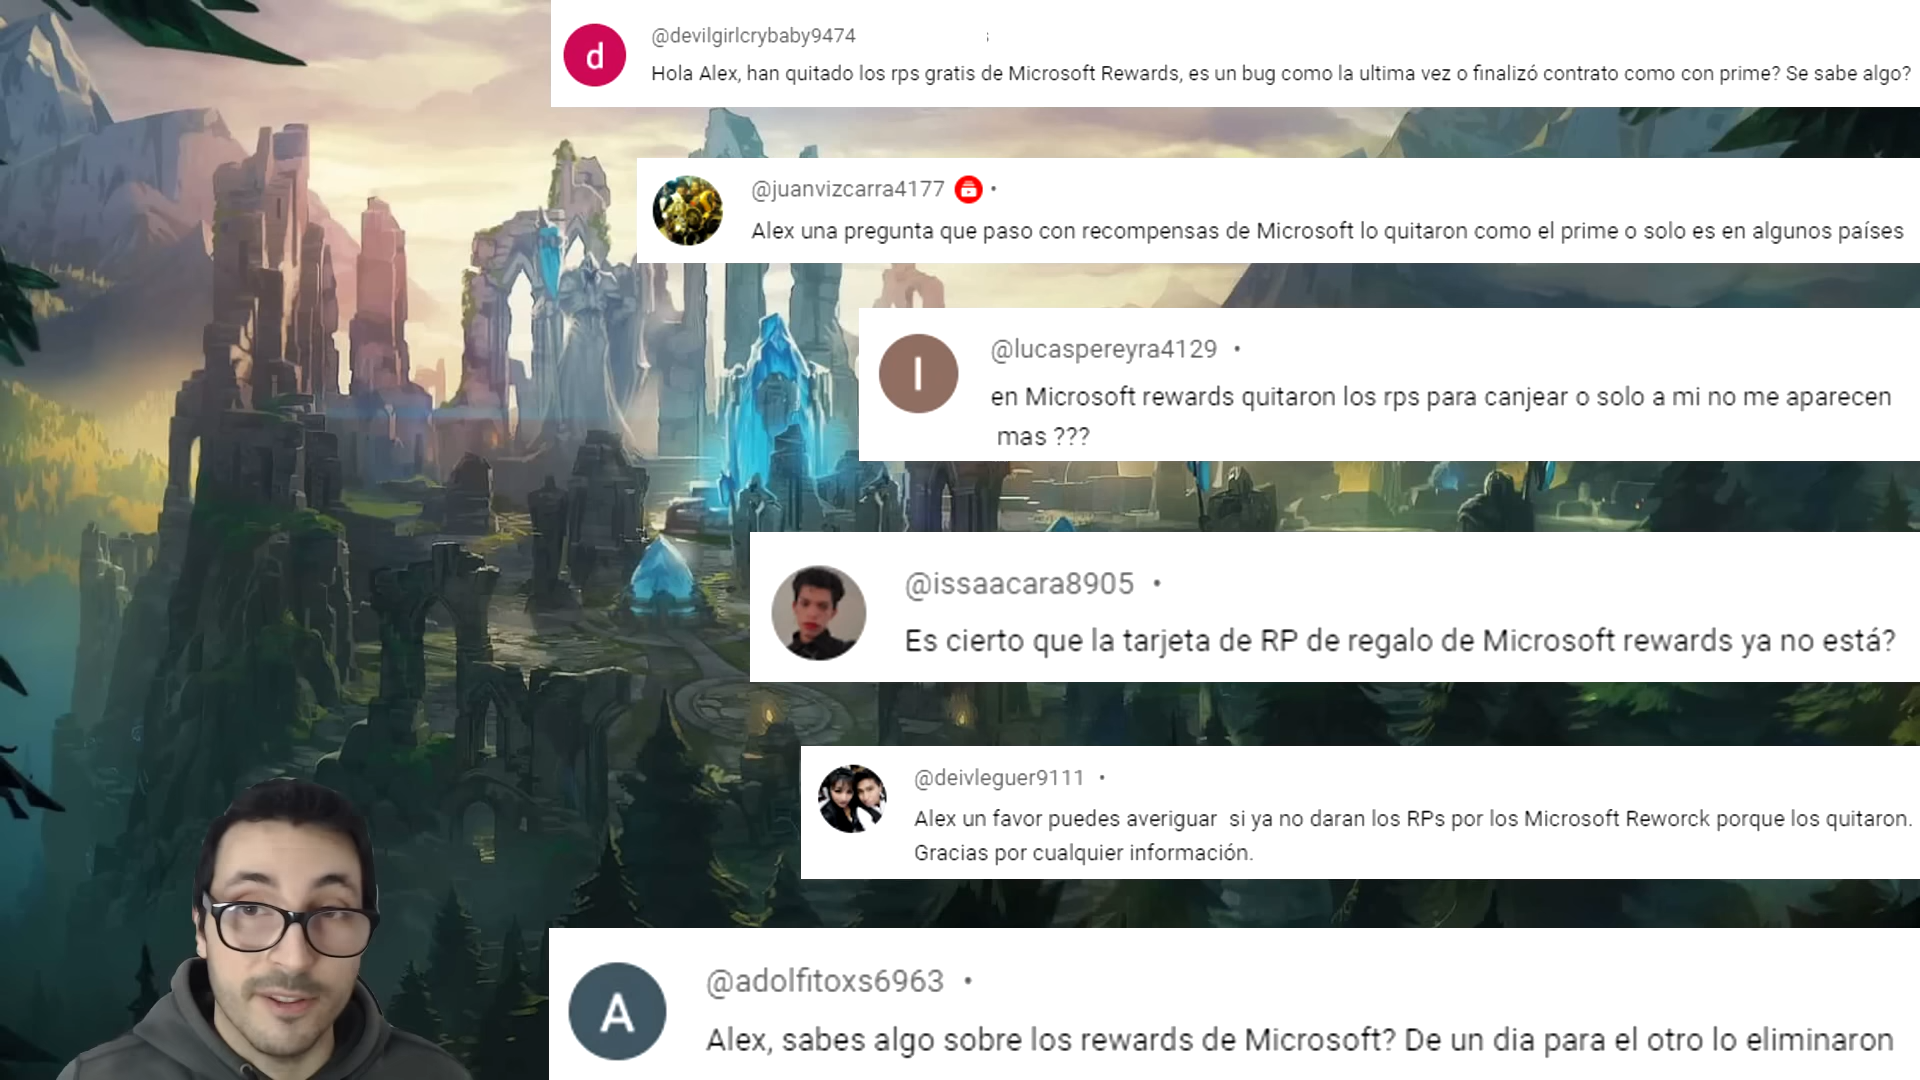 d
@devilgirlcrybaby9474
Hola Alex, han quitado los rps gratis de Microsoft Rewards, es un bug como la ultima vez o finalizó contrato como con prime? Se sabe algo?
@juanvizcarra4177 •
Alex una pregunta que paso con recompensas de Microsoft lo quitaron como el prime o solo es en algunos países
l
@lucaspereyra4129 •
en Microsoft rewards quitaron los rps para canjear o solo a mi no me aparecen
mas ???
@issaacara8905 •
Es cierto que la tarjeta de RP de regalo de Microsoft rewards ya no está?
@deivleguer9111 •
Alex un favor puedes averiguar si ya no daran los RPs por los Microsoft Reworck porque los quitaron.
Gracias por cualquier información.
A
@adolfitoxs6963 •
Alex, sabes algo sobre los rewards de Microsoft? De un dia para el otro lo eliminaron